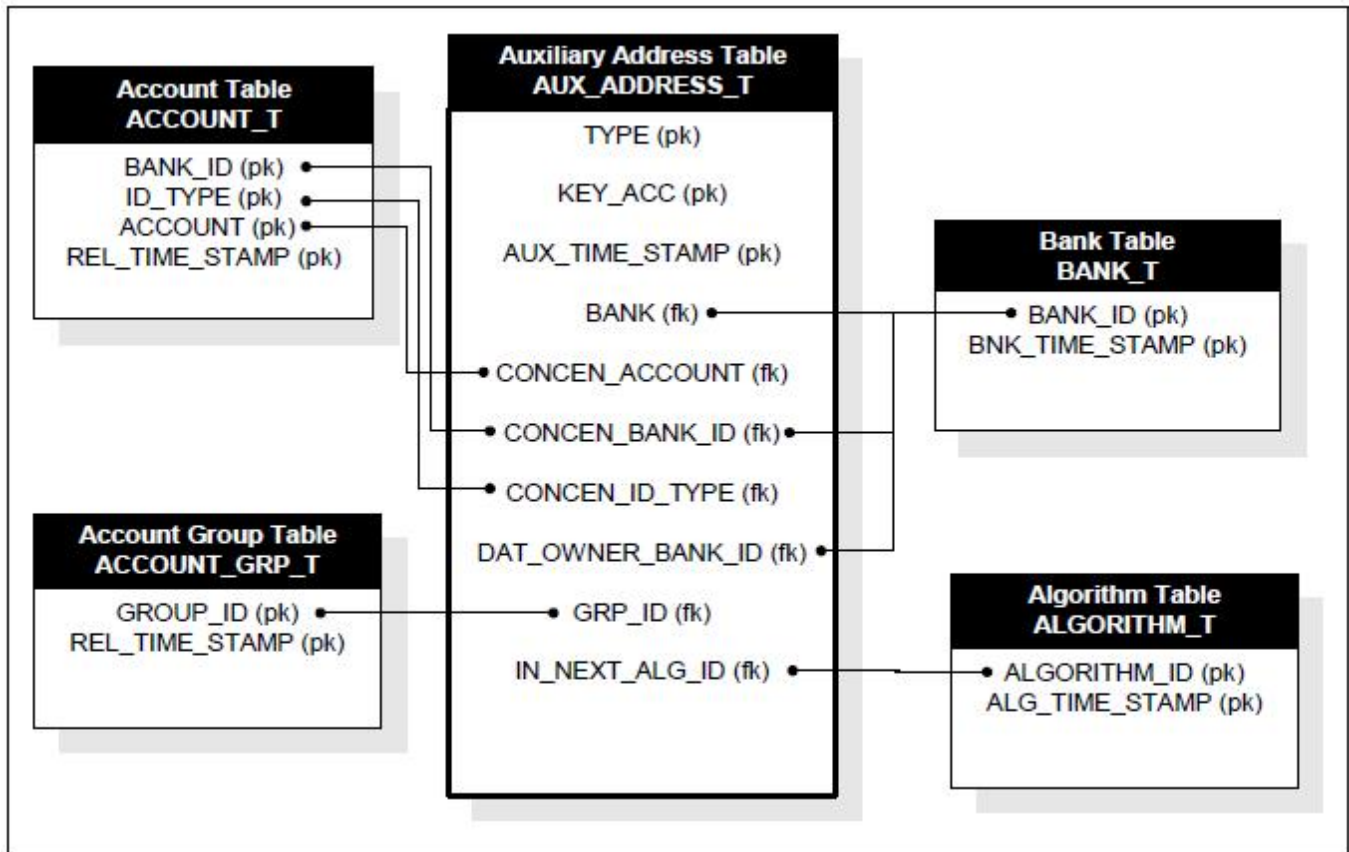 Account Table
ACCOUNT_T
BANK_ID (pk)
ID_TYPE (pk)
ACCOUNT (pk)
REL_TIME_STAMP (pk)
Account Group Table
ACCOUNT_GRP_T
GROUP_ID (pk)
REL_TIME_STAMP (pk)
Auxiliary Address Table
AUX_ADDRESS_T
TYPE (pk)
KEY_ACC (pk)
AUX_TIME_STAMP (pk)
BANK (fk)
CONCEN_ACCOUNT (fk)
CONCEN_BANK_ID (fk)
CONCEN_ID_TYPE (fk)
DAT_OWNER_BANK_ID (fk)
GRP_ID (fk)
IN_NEXT_ALG_ID (fk)
Bank Table
BANK_T
BANK_ID (pk)
BNK_TIME_STAMP (pk)
Algorithm Table
ALGORITHM_T
ALGORITHM_ID (pk)
ALG_TIME_STAMP (pk)